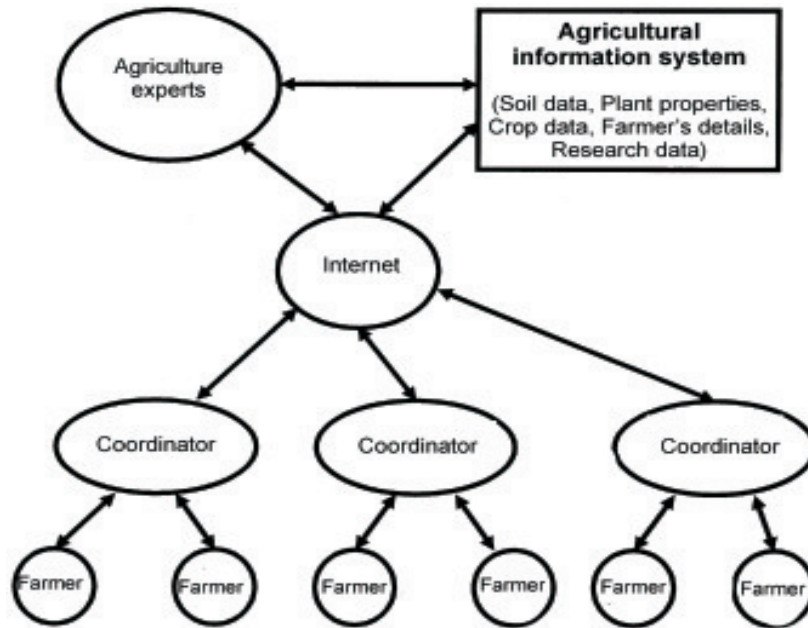 Agriculture
experts
Agricultural
information system
(Soil data, Plant properties,
Crop data, Farmer's details,
Research data)
Internet
Coordinator
Coordinator
Coordinator
Farmer
Farmer
Farmer
Farmer
Farmer
Farmer